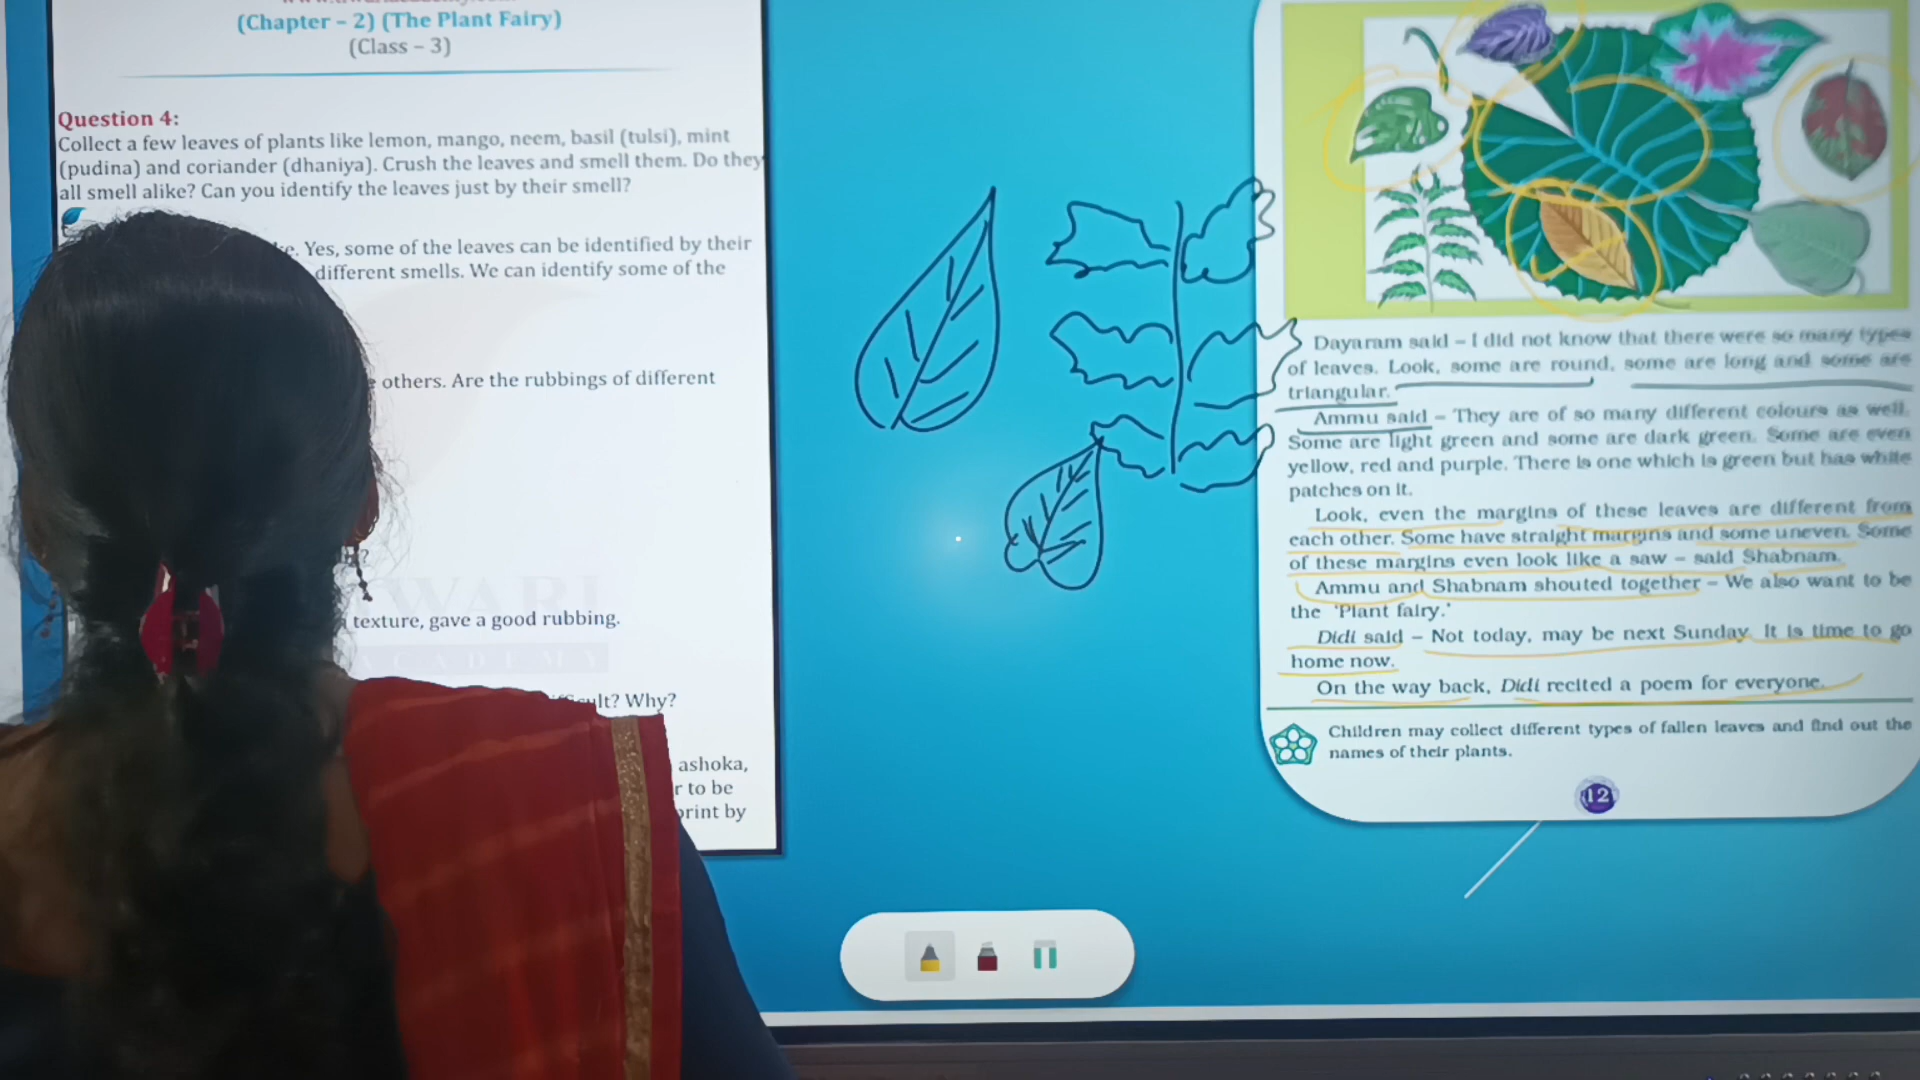 (Chapter – 2) (The Plant Fairy)
(Class – 3)
Question 4:
Collect a few leaves of plants like lemon, mango, neem, basil (tulsi), mint
(pudina) and coriander (dhaniya). Crush the leaves and smell them. Do they
all smell alike? Can you identify the leaves just by their smell?
Yes, some of the leaves can be identified by their
different smells. We can identify some of the
others. Are the rubbings of different
texture, gave a good rubbing.
ACADEMY
Why?
ashoka,
to be
print by
Dayaram said – I did not know that there were so many types
of leaves. Look, some are round, some are long and some are
triangular.
Ammu said – They are of so many different colours as well.
Some are light green and some are dark green. Some are even
yellow, red and purple. There is one which is green but has white
patches on it.
Look, even the margins of these leaves are different from
each other. Some have straight margins and some uneven. Some
of these margins even look like a saw – said Shabnam.
Ammu and Shabnam shouted together – We also want to be
the 'Plant fairy.'
Didi said – Not today, may be next Sunday. It is time to go
home now.
On the way back, Didi recited a poem for everyone.
Children may collect different types of fallen leaves and find out the
names of their plants.
12